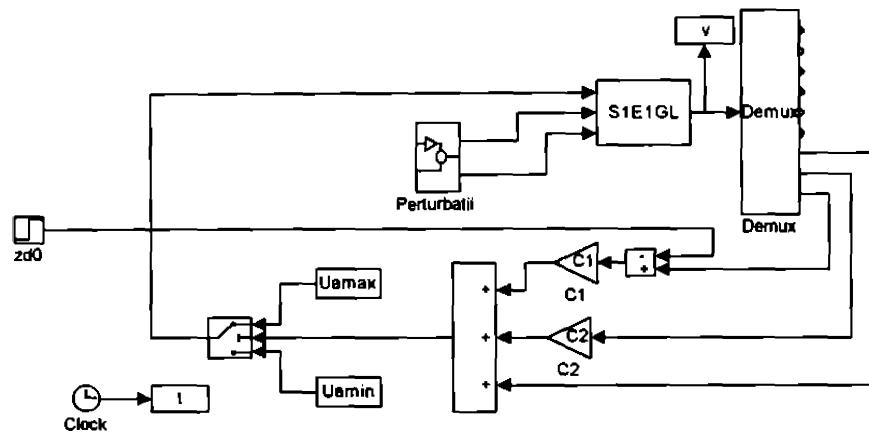 v
S1E1GL
Demux
Perturbatii
Demux
zd0
-
+
C1
C1
Uamax
+
+
C2
C2
Uamin
+
t
Clock